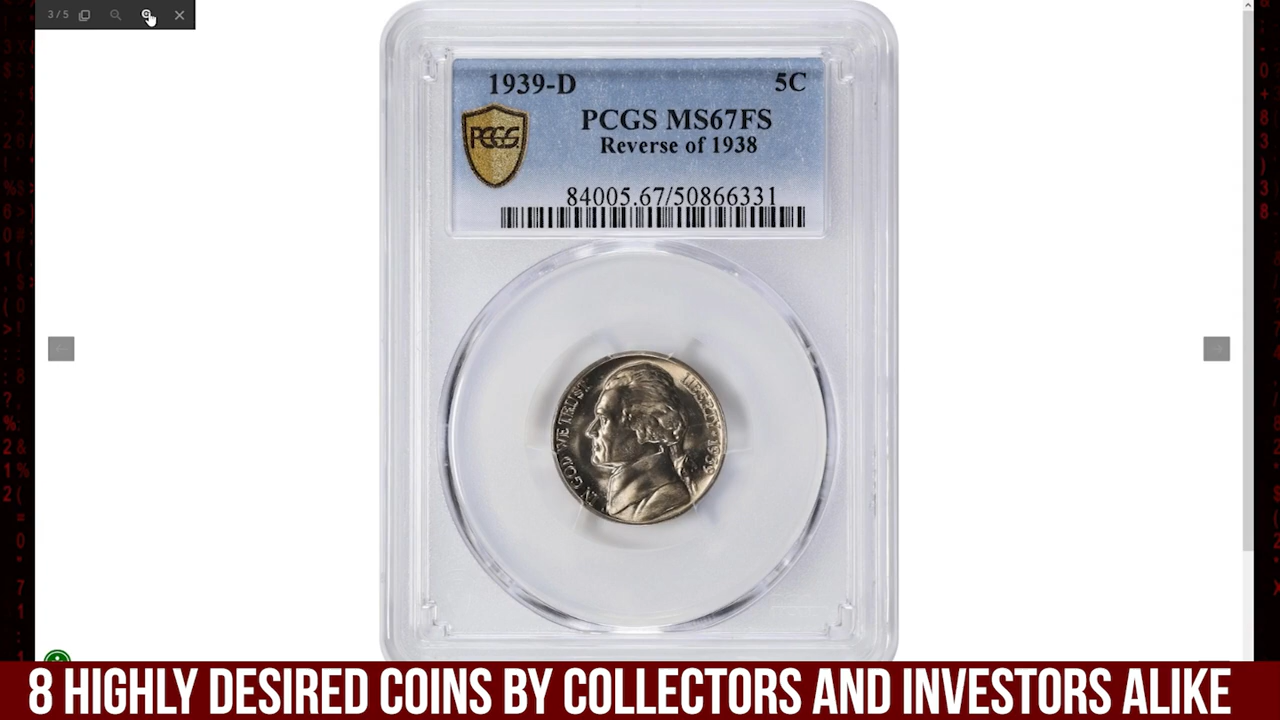 3 / 5
1939-D 5C
PCGS MS67FS
Reverse of 1938
84005.67/50866331
PCGS
IN GOD WE TRUST
LIBERTY 1939
8 HIGHLY DESIRED COINS BY COLLECTORS AND INVESTORS ALIKE